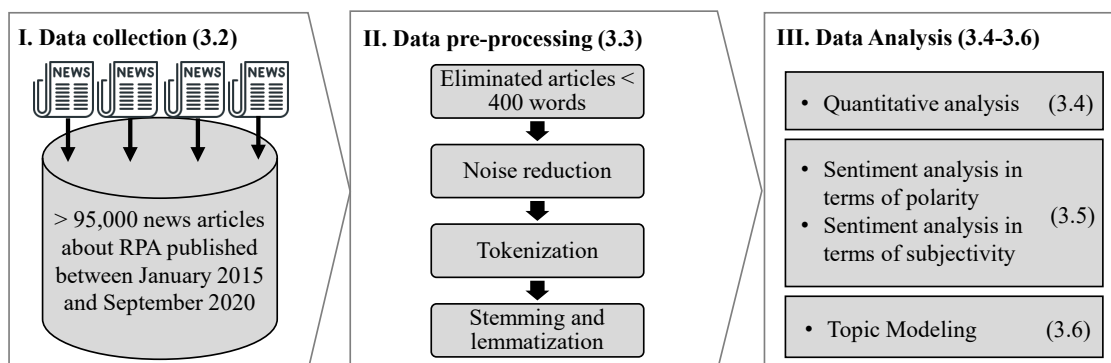 I. Data collection (3.2)
NEWS NEWS NEWS NEWS
> 95,000 news articles
about RPA published
between January 2015
and September 2020
II. Data pre-processing (3.3)
Eliminated articles <
400 words
Noise reduction
Tokenization
Stemming and
lemmatization
III. Data Analysis (3.4-3.6)
• Quantitative analysis (3.4)
• Sentiment analysis in
terms of polarity
• Sentiment analysis in
terms of subjectivity
(3.5)
• Topic Modeling (3.6)